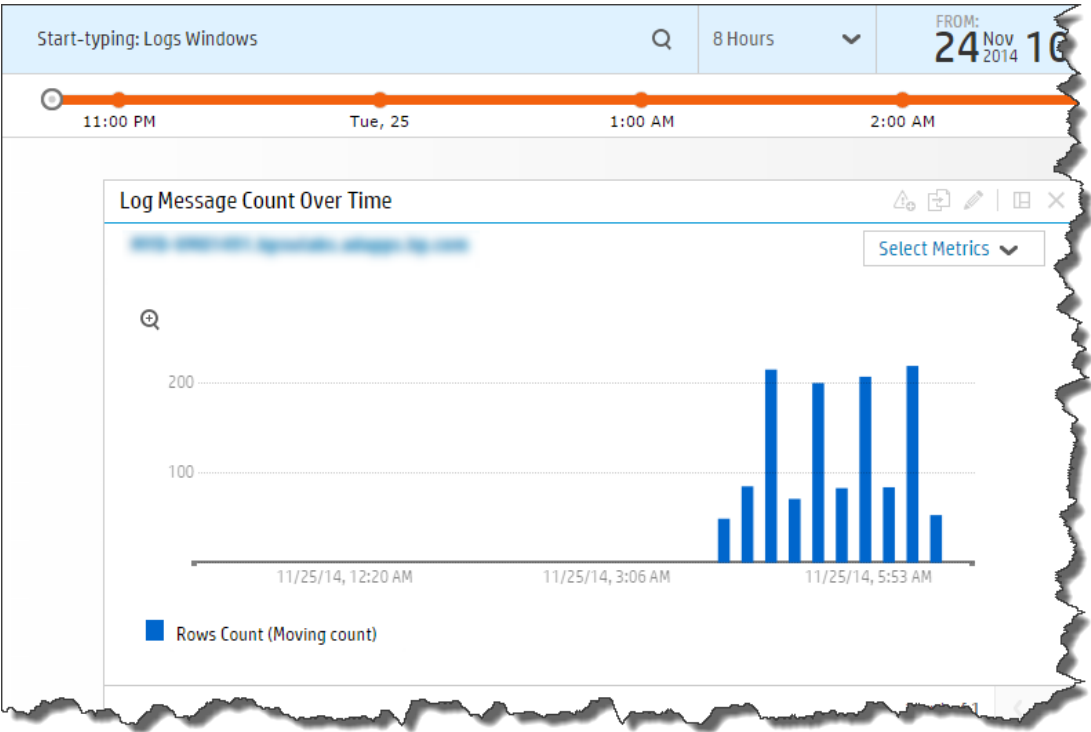 Start-typing: Logs Windows
8 Hours
FROM:
24 Nov 2014
11:00 PM
Tue, 25
1:00 AM
2:00 AM
Log Message Count Over Time
Select Metrics
200
100
11/25/14, 12:20 AM
11/25/14, 3:06 AM
11/25/14, 5:53 AM
Rows Count (Moving count)